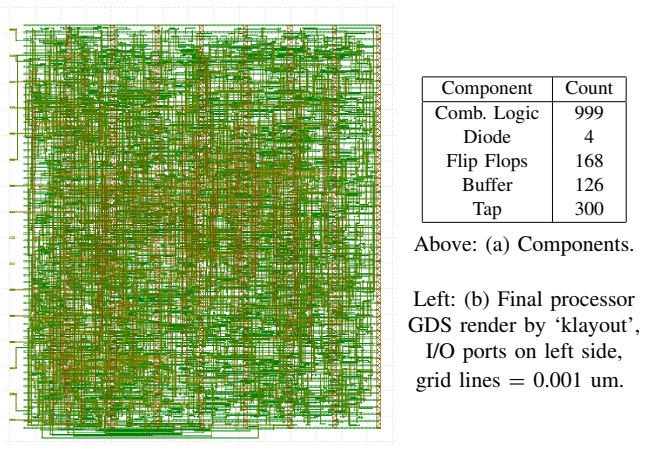 Component Count
Comb. Logic 999
Diode 4
Flip Flops 168
Buffer 126
Tap 300
Above: (a) Components.
Left: (b) Final processor
GDS render by ‘klayout’,
I/O ports on left side,
grid lines = 0.001 um.